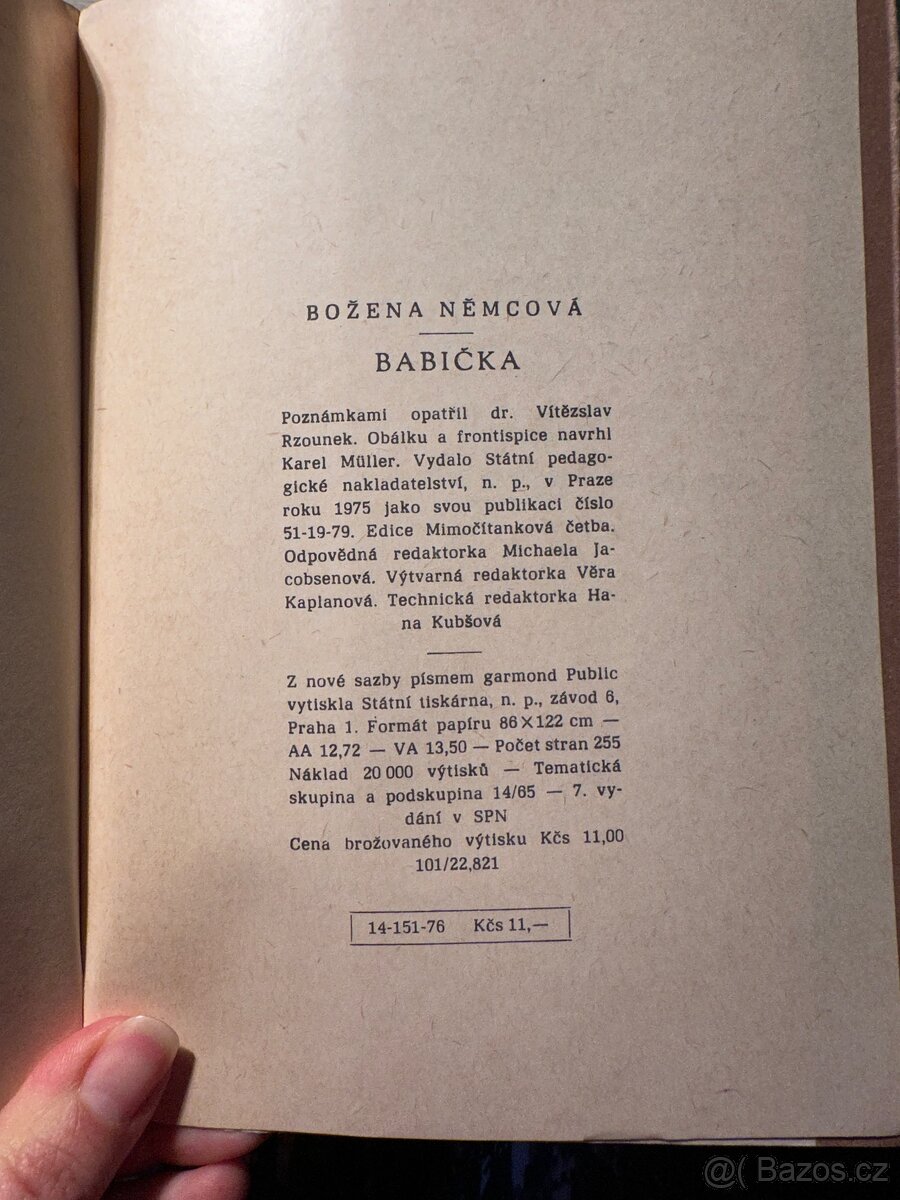 BOŽENA NĚMCOVÁ
BABIČKA
Poznámkami opatřil dr. Vítězslav
Rzounek. Obálku a frontispice navrhl
Karel Müller. Vydalo Státní pedago-
gické nakladatelství, n. p., v Praze
roku 1975 jako svou publikaci číslo
51-19-79. Edice Mimočítanková četba.
Odpovědná redaktorka Michaela Ja-
cobsenová. Výtvarná redaktorka Věra
Kaplanová. Technická redaktorka Ha-
na Kubšová
Z nové sazby písmem garmond Public
vytiskla Státní tiskárna, n. p., závod 6,
Praha 1. Formát papíru 86×122 cm —
AA 12,72 — VA 13,50 — Počet stran 255
Náklad 20 000 výtisků — Tematická
skupina a podskupina 14/65 — 7. vy-
dání v SPN
Cena brožovaného výtisku Kčs 11,00
101/22,821
14-151-76 Kčs 11,—
@( Bazos.cz